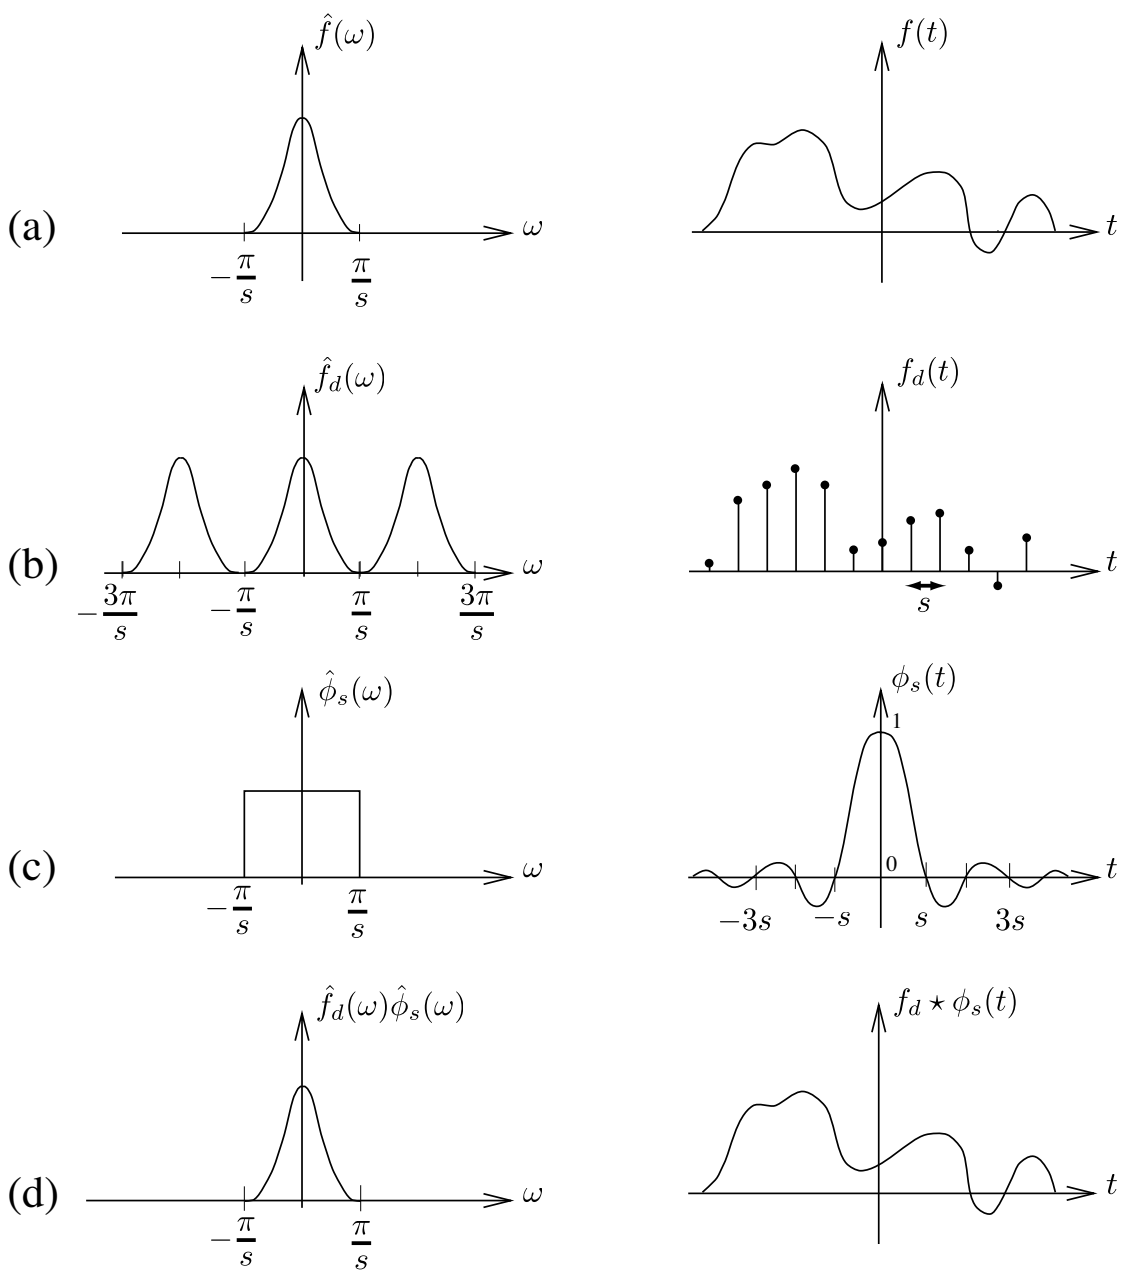 f̂(ω)
f(t)
(a)
ω
t
−π/s
π/s
f̂_d(ω)
f_d(t)
(b)
ω
t
−3π/s
−π/s
π/s
3π/s
s
ϕ̂_s(ω)
ϕ_s(t)
1
(c)
0
ω
t
−π/s
π/s
−3s
−s
s
3s
f̂_d(ω)ϕ̂_s(ω)
f_d ⋆ ϕ_s(t)
(d)
ω
t
−π/s
π/s